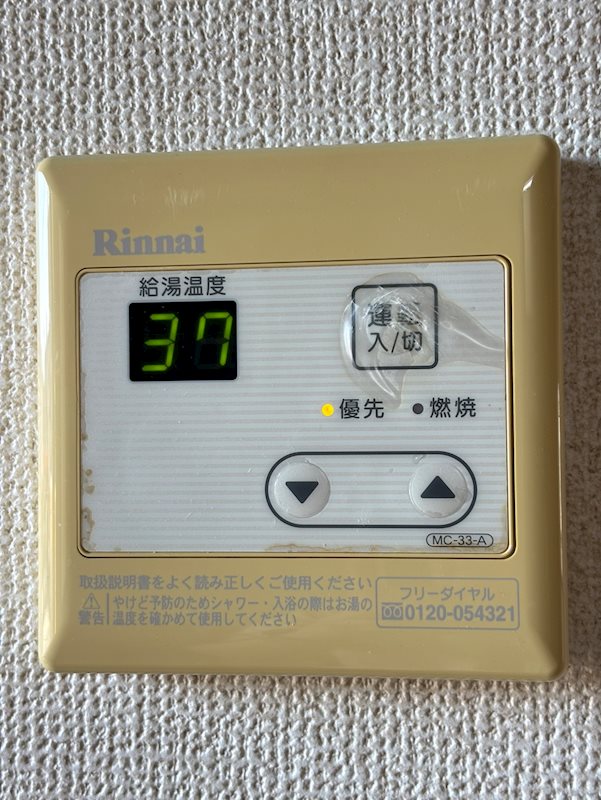 Rinnai
給湯温度
37
運転
入/切
優先
燃焼
MC-33-A
取扱説明書をよく読み正しくご使用ください
警告
やけど予防のためシャワー・入浴の際はお湯の
温度を確かめて使用してください
フリーダイヤル
0120-054321